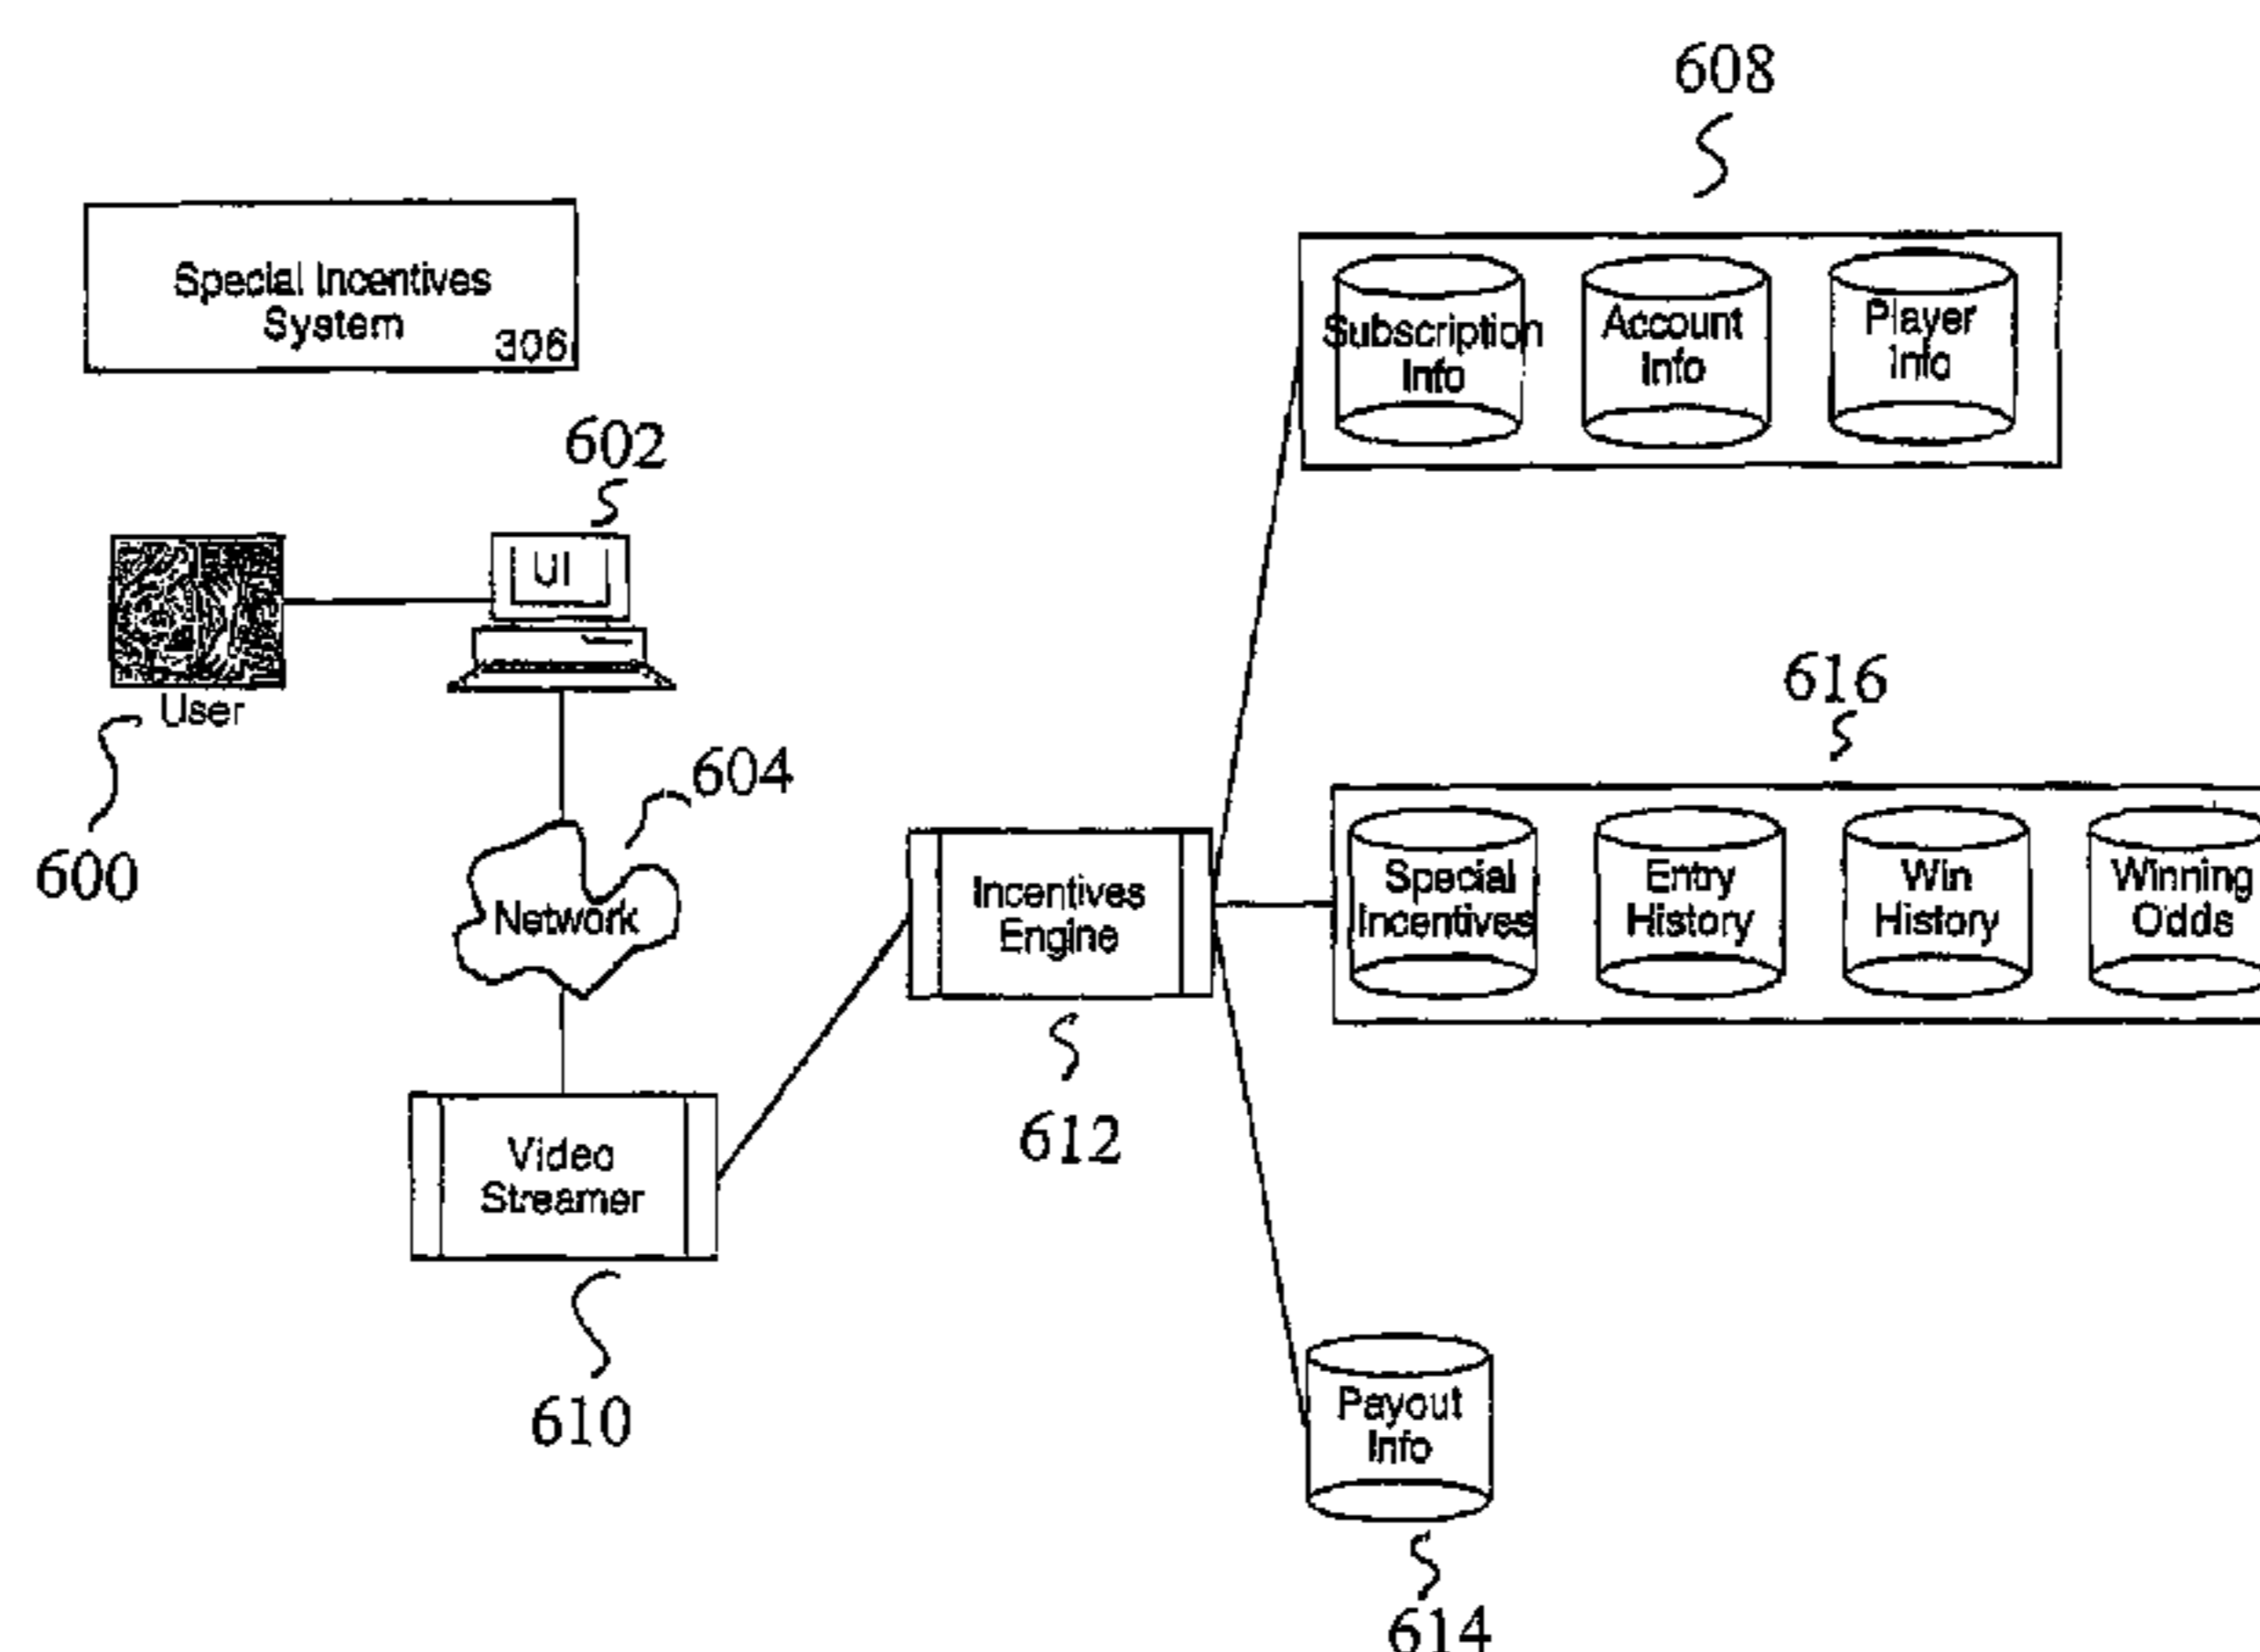 608
Special Incentives
System
306
Subscription
Info
Account
Info
Player
Info
602
UI
User
600
604
Network
616
Incentives
Engine
612
Special
Incentives
Entry
History
Win
History
Winning
Odds
Video
Streamer
610
Payout
Info
614